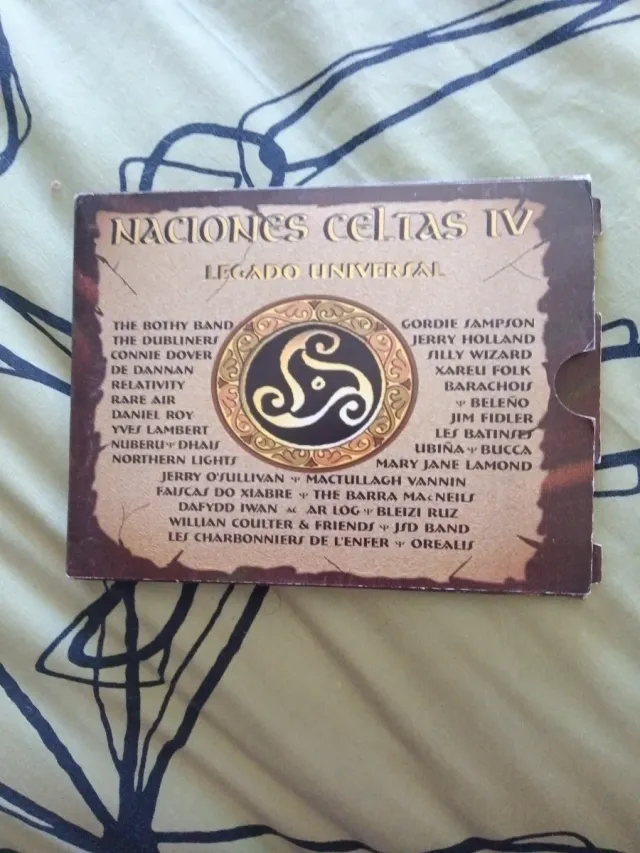 NACIONES CELTAS IV
LEGADO UNIVERSAL
THE BOTHY BAND
THE DUBLINERS
CONNIE DOVER
DE DANNAN
RELATIVITY
RARE AIR
DANIEL ROY
YVES LAMBERT
NUBERU Ψ DHAIS
NORTHERN LIGHTS
GORDIE SAMPSON
JERRY HOLLAND
SILLY WIZARD
XAREU FOLK
BARACHOIS
Ψ BELEÑO
JIM FIDLER
LES BATINSES
UBIÑA Ψ BUCCA
MARY JANE LAMOND
JERRY O'SULLIVAN Ψ MACTULLAGH VANNIN
FAISCAS DO XIABRE Ψ THE BARRA MacNEILS
DAFYDD IWAN AC AR LOG Ψ BLEIZI RUZ
WILLIAN COULTER & FRIENDS Ψ JSD BAND
LES CHARBONNIERS DE L'ENFER Ψ OREALIS